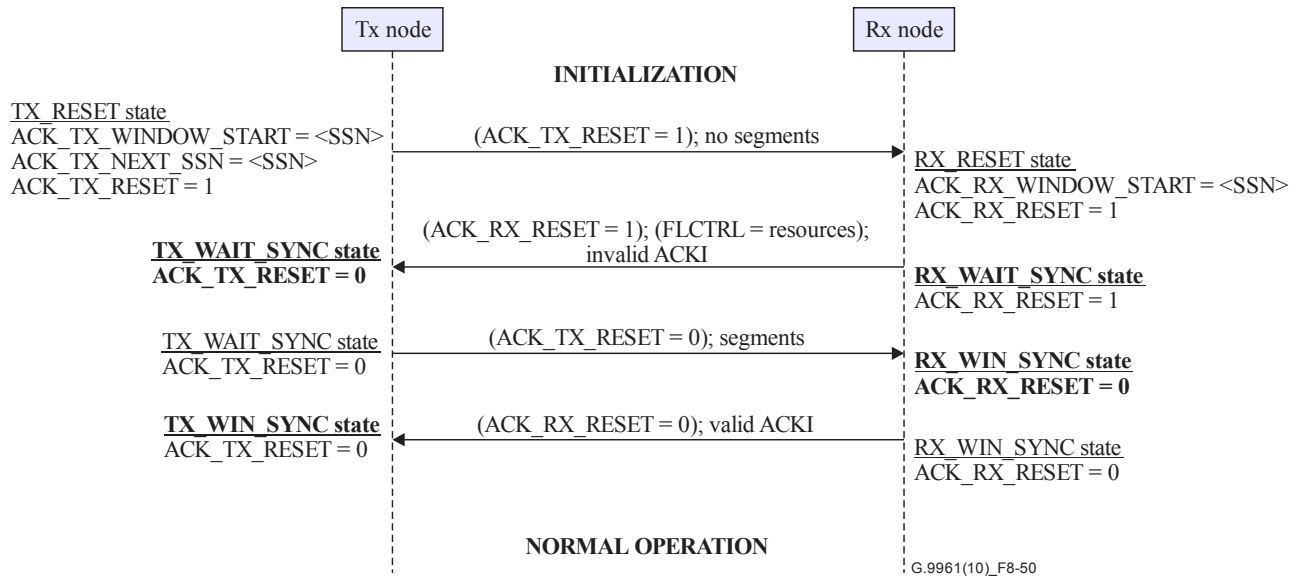 Tx node
Rx node
INITIALIZATION
TX_RESET state
ACK_TX_WINDOW_START = <SSN>
ACK_TX_NEXT_SSN = <SSN>
ACK_TX_RESET = 1
(ACK_TX_RESET = 1); no segments
RX_RESET state
ACK_RX_WINDOW_START = <SSN>
ACK_RX_RESET = 1
(ACK_RX_RESET = 1); (FLCTRL = resources);
invalid ACKI
TX_WAIT_SYNC state
ACK_TX_RESET = 0
RX_WAIT_SYNC state
ACK_RX_RESET = 1
TX_WAIT_SYNC state
ACK_TX_RESET = 0
(ACK_TX_RESET = 0); segments
RX_WIN_SYNC state
ACK_RX_RESET = 0
TX_WIN_SYNC state
ACK_TX_RESET = 0
(ACK_RX_RESET = 0); valid ACKI
RX_WIN_SYNC state
ACK_RX_RESET = 0
NORMAL OPERATION
G.9961(10)_F8-50